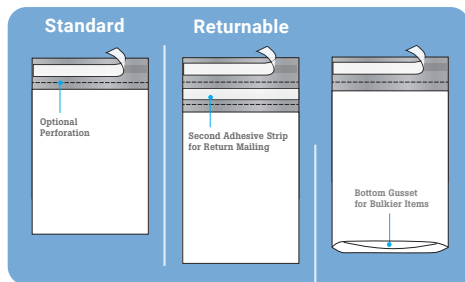 Standard
Returnable
Optional
Perforation
Second Adhesive Strip
for Return Mailing
Bottom Gusset
for Bulkier Items